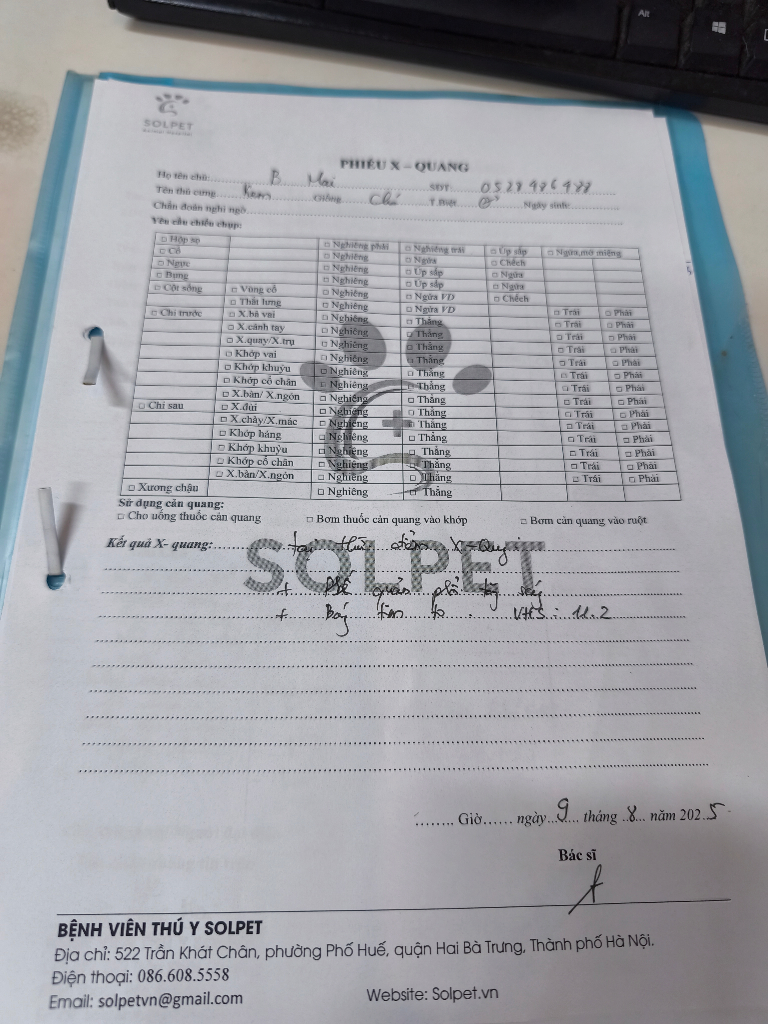 Alt
SOLPET
Animal Hospital
PHIẾU X – QUANG
Họ tên chủ: B Mai SĐT: 0528 976 988
Tên thú cưng Kem Giống Chó T.Biệt Ngày sinh:
Chẩn đoán nghi ngờ
Yêu cầu chiếu chụp:
□ Hộp sọ □ Nghiêng phải □ Nghiêng trái □ Úp sấp □ Ngửa, mở miệng
□ Cổ □ Nghiêng □ Ngửa □ Chếch
□ Ngực □ Nghiêng □ Úp sấp □ Ngửa
□ Bụng □ Nghiêng □ Úp sấp □ Ngửa
□ Cột sống □ Vùng cổ □ Nghiêng □ Ngửa VD □ Chếch
□ Thắt lưng □ Nghiêng □ Ngửa VD
□ Chi trước □ X.bả vai □ Nghiêng □ Thẳng □ Trái □ Phải
□ X.cánh tay □ Nghiêng □ Thẳng □ Trái □ Phải
□ X.quay/X.trụ □ Nghiêng □ Thẳng □ Trái □ Phải
□ Khớp vai □ Nghiêng □ Thẳng □ Trái □ Phải
□ Khớp khuỷu □ Nghiêng □ Thẳng □ Trái □ Phải
□ Khớp cổ chân □ Nghiêng □ Thẳng □ Trái □ Phải
□ X.bàn/ X.ngón □ Nghiêng □ Thẳng □ Trái □ Phải
□ Chi sau □ X.đùi □ Nghiêng □ Thẳng □ Trái □ Phải
□ X.chày/X.mác □ Nghiêng □ Thẳng □ Trái □ Phải
□ Khớp háng □ Nghiêng □ Thẳng □ Trái □ Phải
□ Khớp khuỷu □ Nghiêng □ Thẳng □ Trái □ Phải
□ Khớp cổ chân □ Nghiêng □ Thẳng □ Trái □ Phải
□ X.bàn/X.ngón □ Nghiêng □ Thẳng □ Trái □ Phải
□ Xương chậu □ Nghiêng □ Thẳng
Sử dụng cản quang:
□ Cho uống thuốc cản quang □ Bơm thuốc cản quang vào khớp □ Bơm cản quang vào ruột
Kết quả X- quang: tại thời điểm X-Quang
SOLPET
+ Phế quản phổi tăng sáng
+ Bóng tim to. VHS: 11.2
Giờ ngày 9 tháng 8 năm 2025
Bác sĩ
BỆNH VIÊN THÚ Y SOLPET
Địa chỉ: 522 Trần Khát Chân, phường Phố Huế, quận Hai Bà Trưng, Thành phố Hà Nội.
Điện thoại: 086.608.5558
Email: solpetvn@gmail.com Website: Solpet.vn